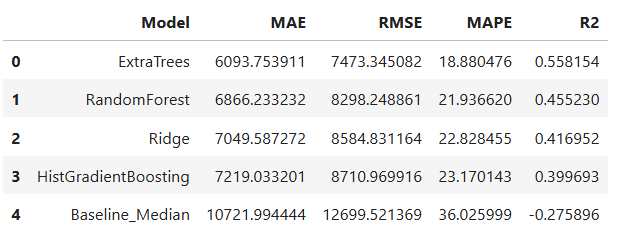 Model MAE RMSE MAPE R2
0 ExtraTrees 6093.753911 7473.345082 18.880476 0.558154
1 RandomForest 6866.233232 8298.248861 21.936620 0.455230
2 Ridge 7049.587272 8584.831164 22.828455 0.416952
3 HistGradientBoosting 7219.033201 8710.969916 23.170143 0.399693
4 Baseline_Median 10721.994444 12699.521369 36.025999 -0.275896